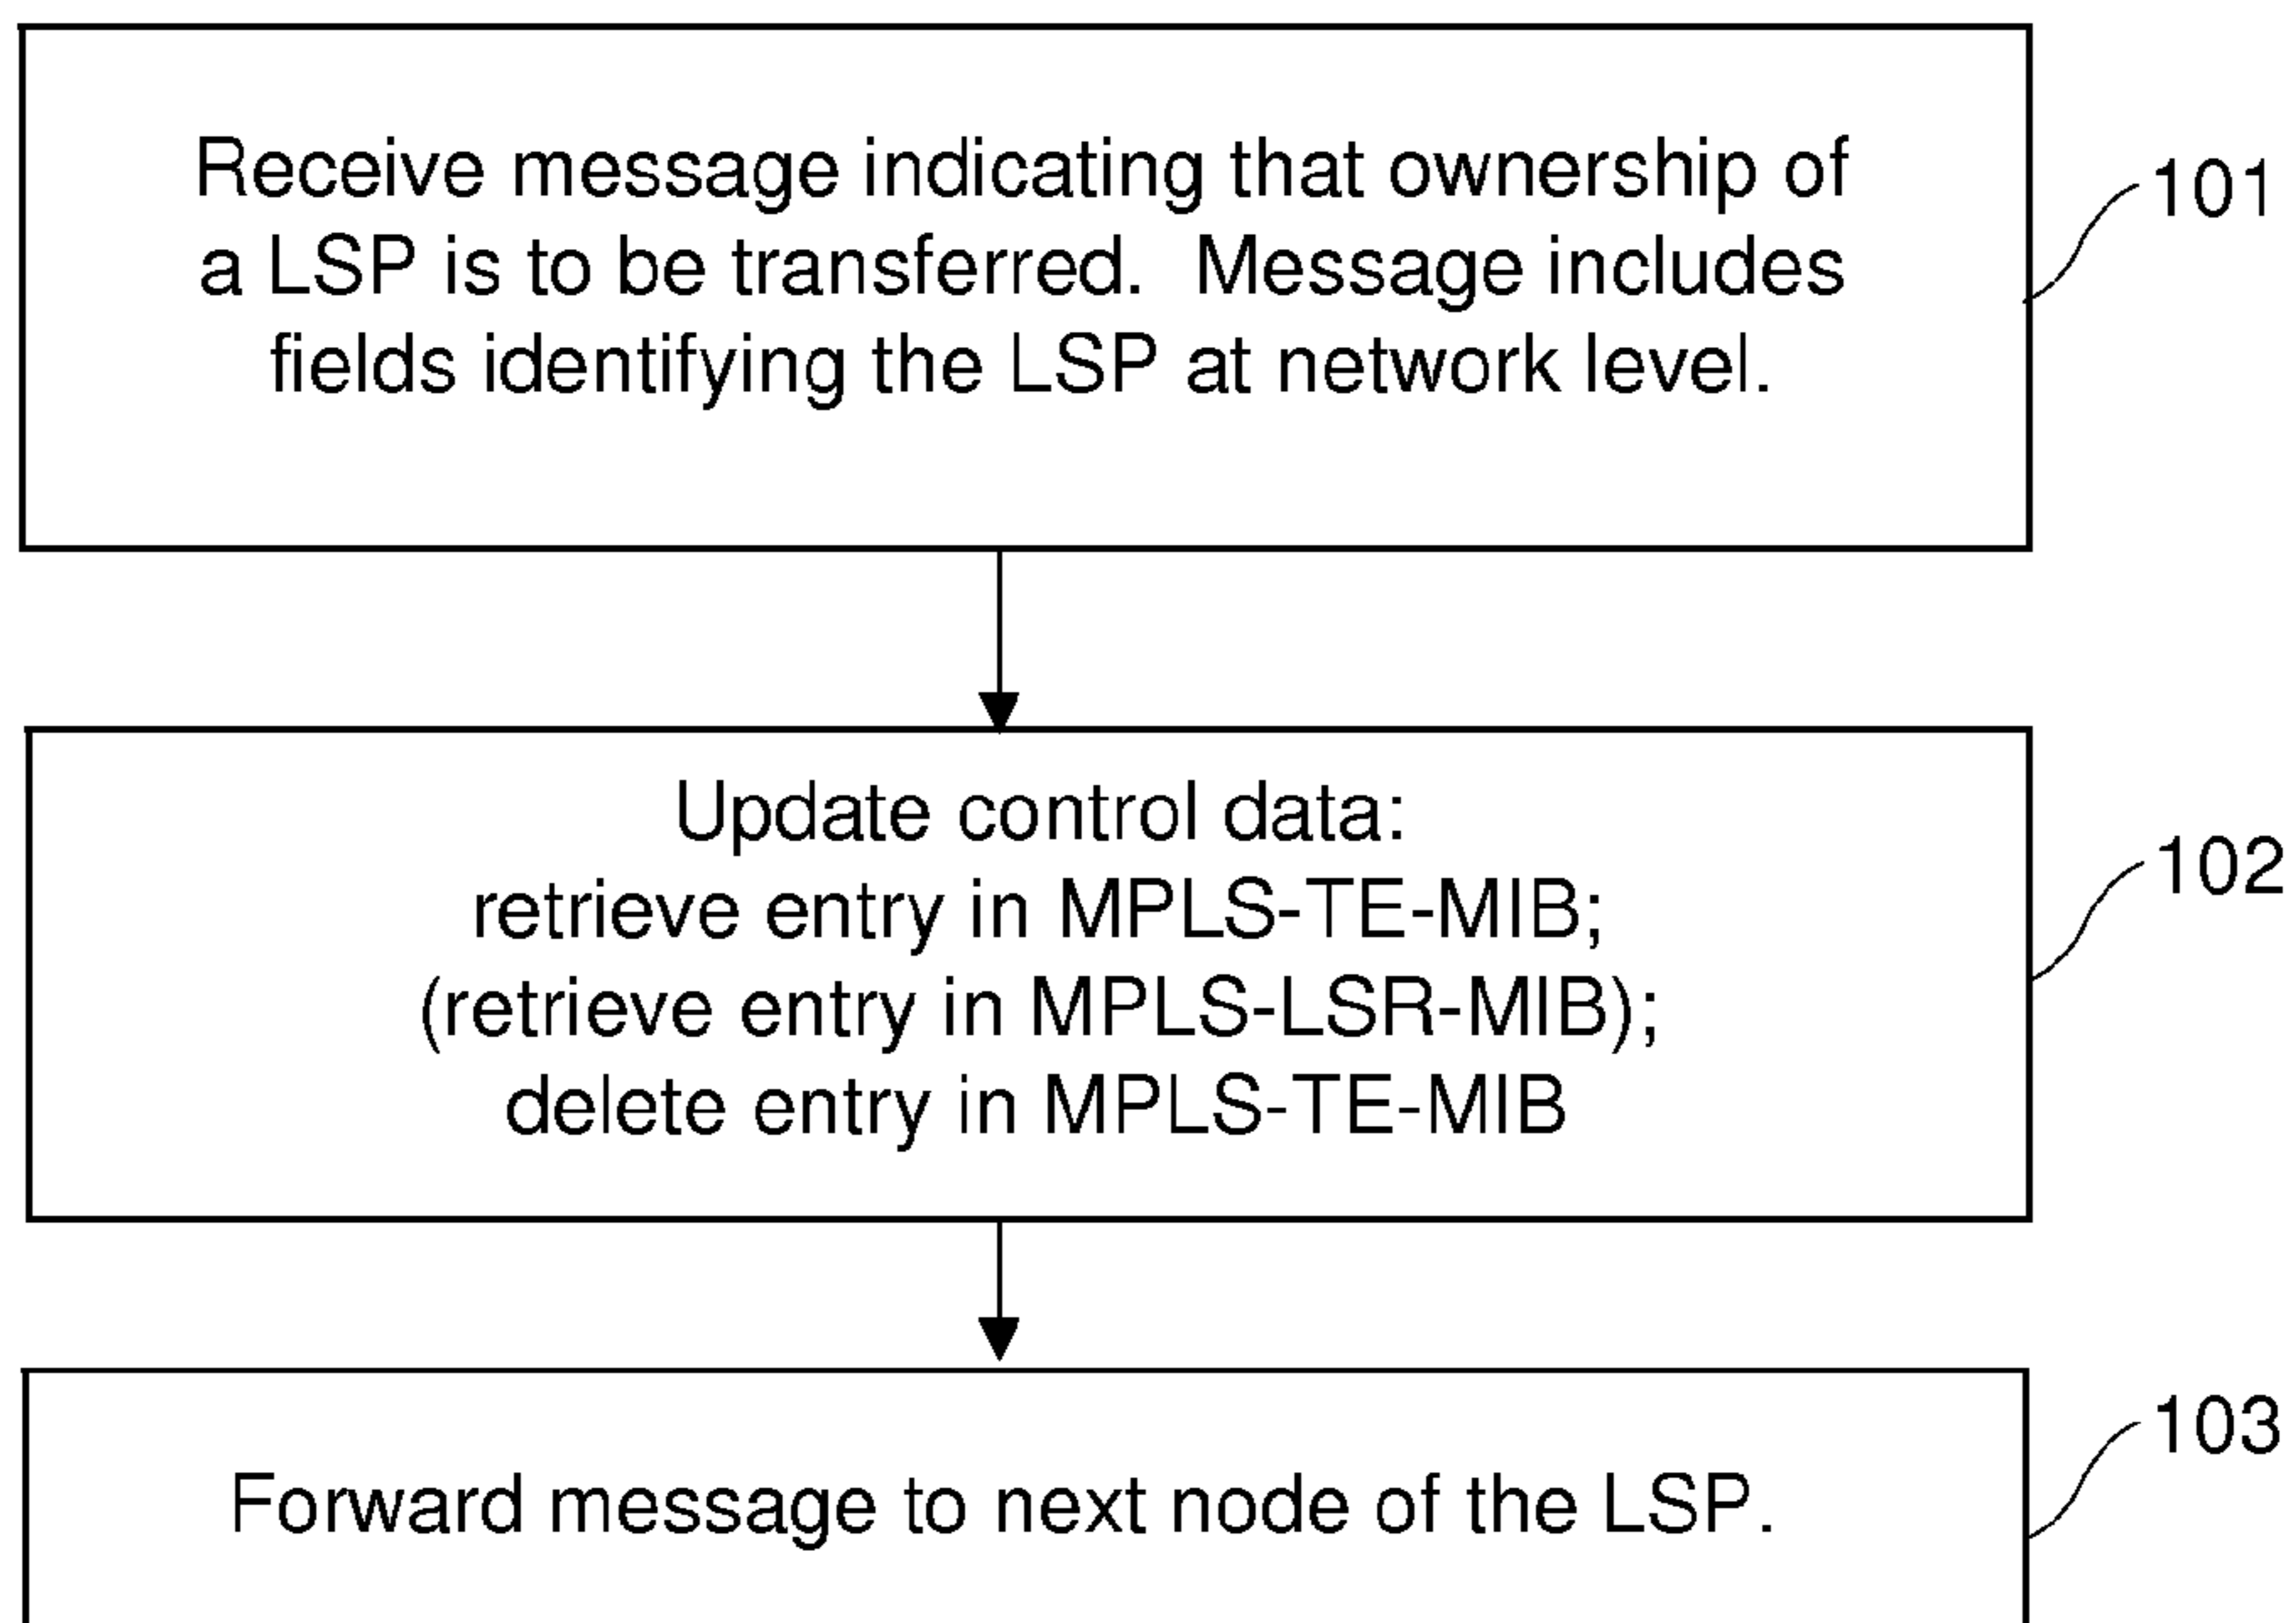 Receive message indicating that ownership of
a LSP is to be transferred. Message includes
fields identifying the LSP at network level.
101
Update control data:
retrieve entry in MPLS-TE-MIB;
(retrieve entry in MPLS-LSR-MIB);
delete entry in MPLS-TE-MIB
102
Forward message to next node of the LSP.
103